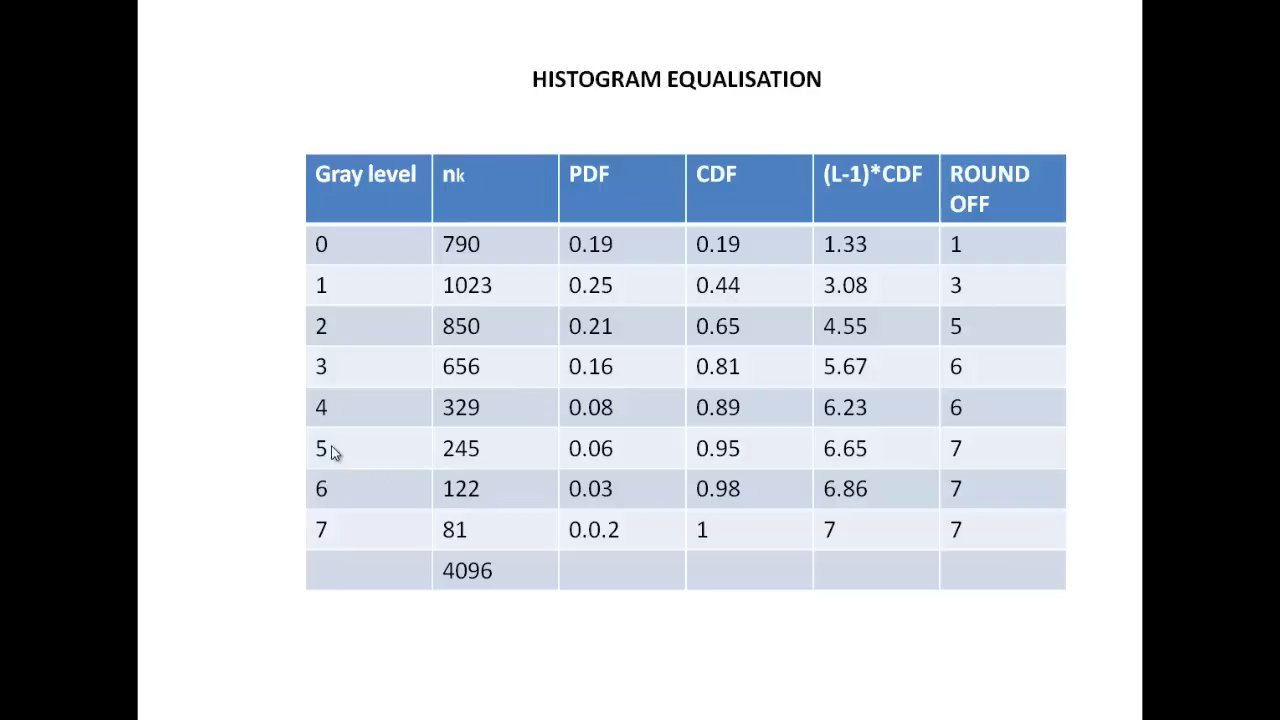 HISTOGRAM EQUALISATION
Gray level nk PDF CDF (L-1)*CDF ROUND OFF
0 790 0.19 0.19 1.33 1
1 1023 0.25 0.44 3.08 3
2 850 0.21 0.65 4.55 5
3 656 0.16 0.81 5.67 6
4 329 0.08 0.89 6.23 6
5 245 0.06 0.95 6.65 7
6 122 0.03 0.98 6.86 7
7 81 0.0.2 1 7 7
4096